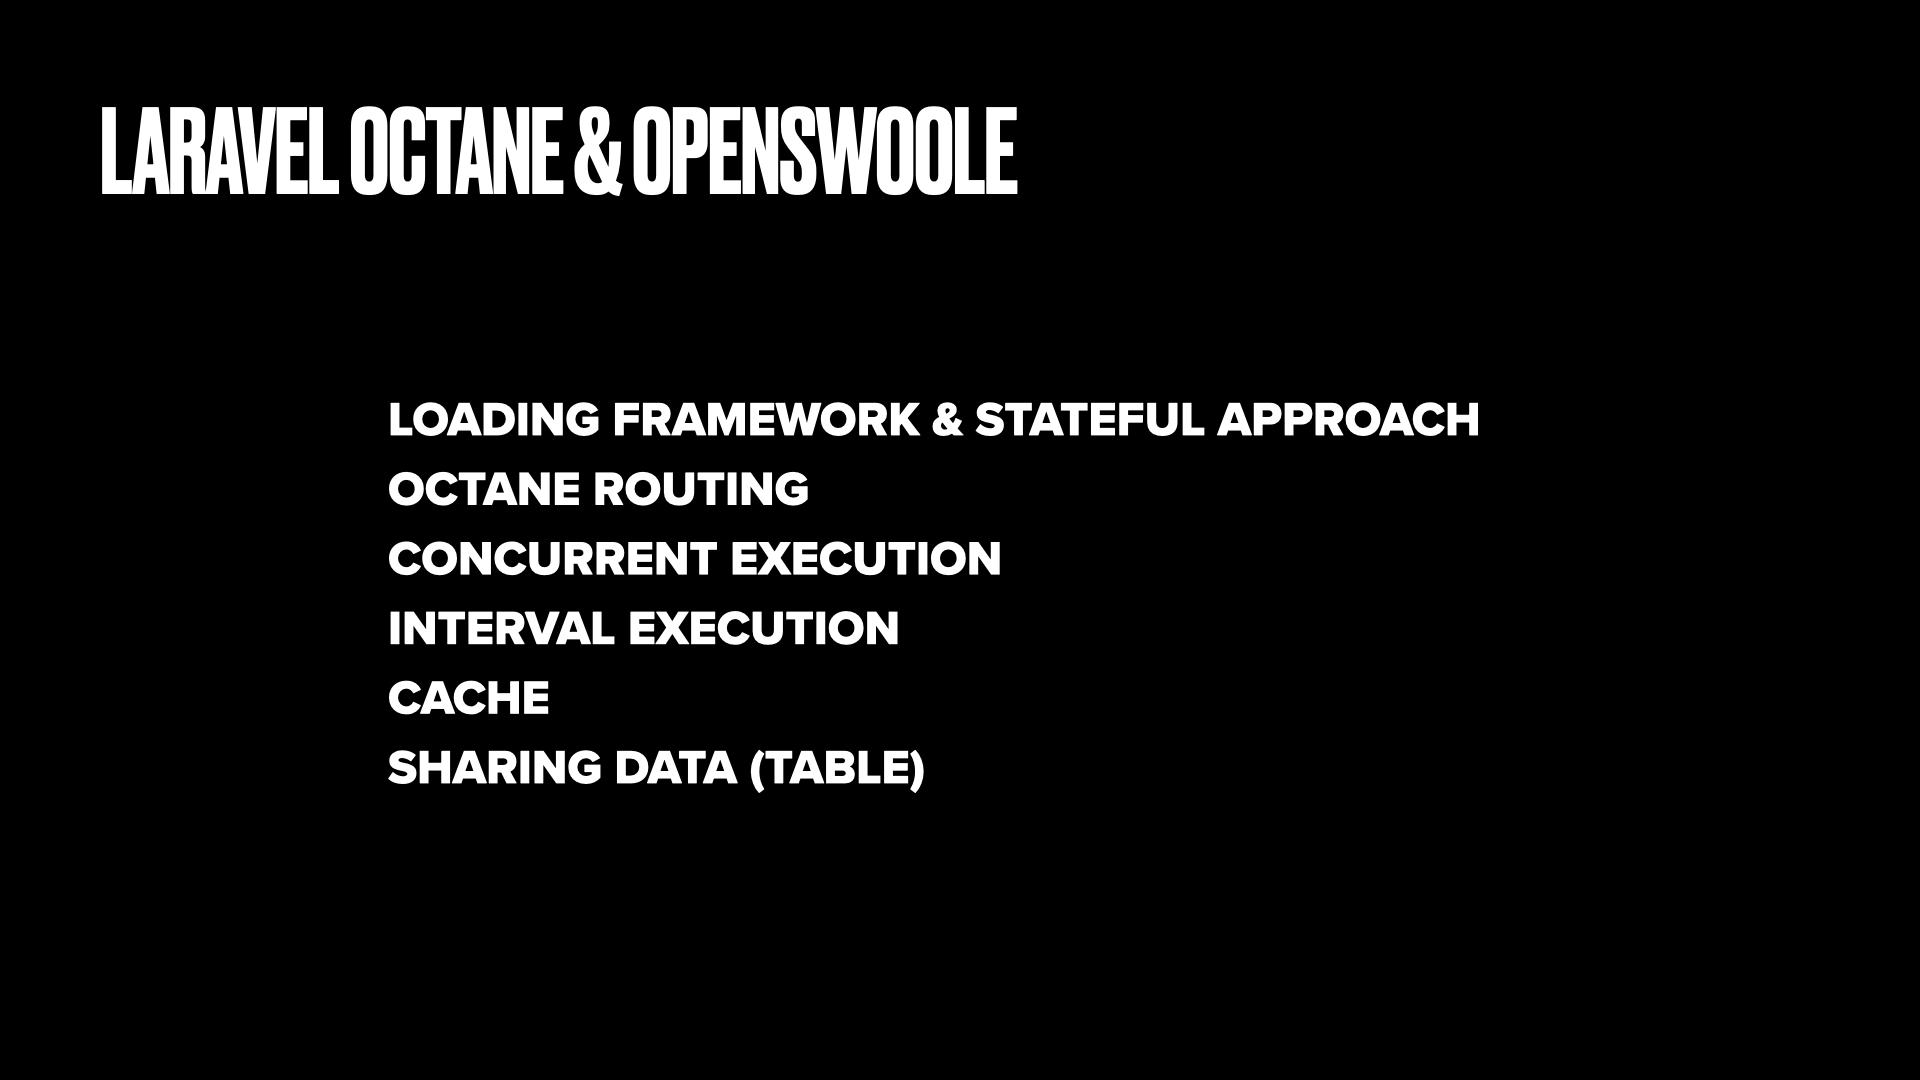 LARAVEL OCTANE & OPENSWOOLE
LOADING FRAMEWORK & STATEFUL APPROACH
OCTANE ROUTING
CONCURRENT EXECUTION
INTERVAL EXECUTION
CACHE
SHARING DATA (TABLE)